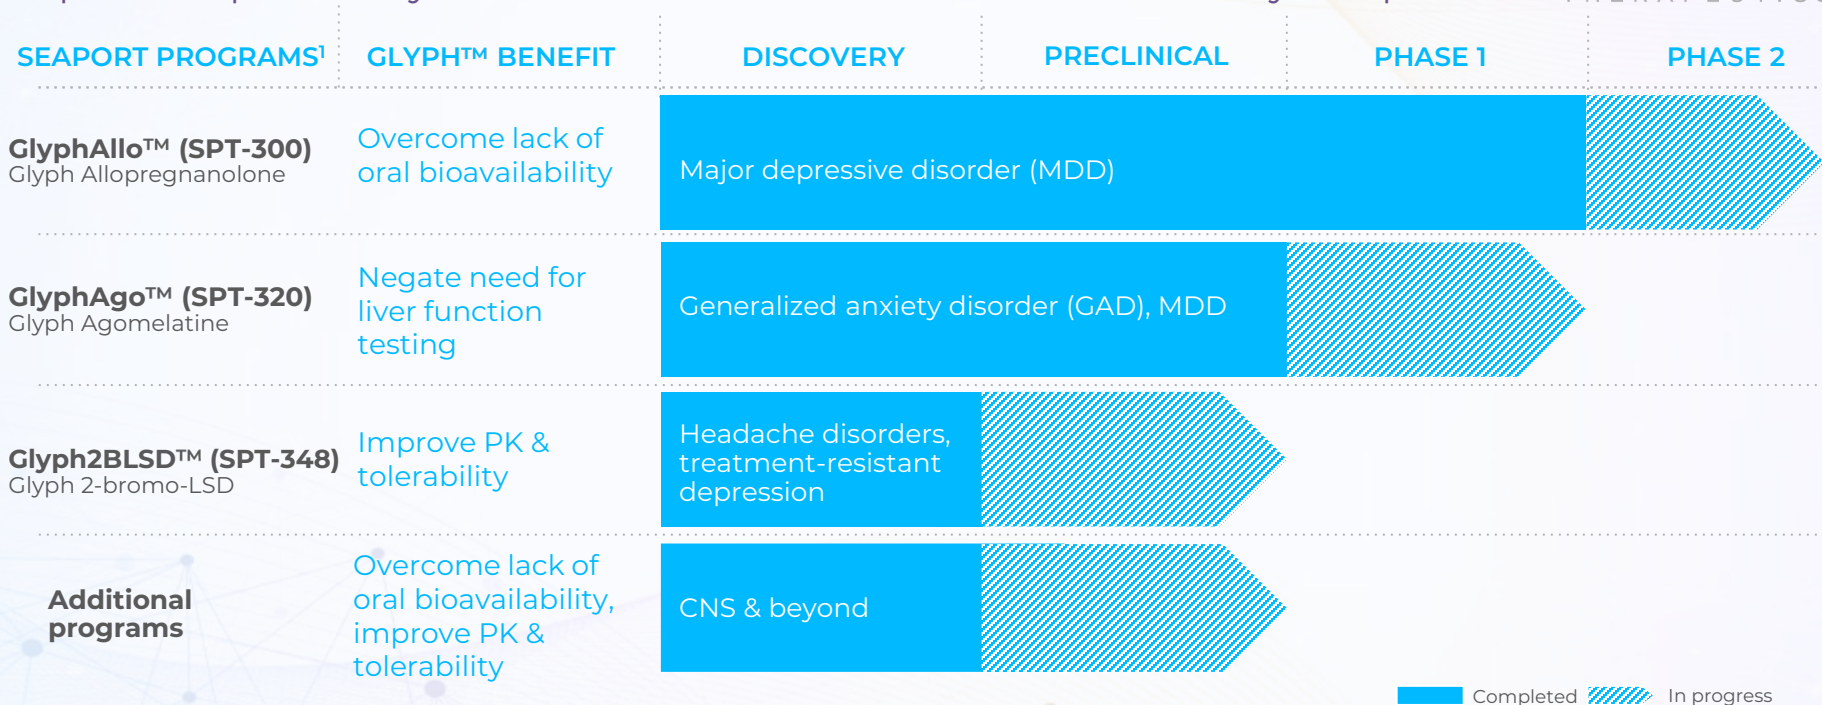 SEAPORT PROGRAMS¹ GLYPH™ BENEFIT DISCOVERY PRECLINICAL PHASE 1 PHASE 2
GlyphAllo™ (SPT-300)
Glyph Allopregnanolone
Overcome lack of
oral bioavailability
Major depressive disorder (MDD)
GlyphAgo™ (SPT-320)
Glyph Agomelatine
Negate need for
liver function
testing
Generalized anxiety disorder (GAD), MDD
Glyph2BLSD™ (SPT-348)
Glyph 2-bromo-LSD
Improve PK &
tolerability
Headache disorders,
treatment-resistant
depression
Additional
programs
Overcome lack of
oral bioavailability,
improve PK &
tolerability
CNS & beyond
Completed In progress